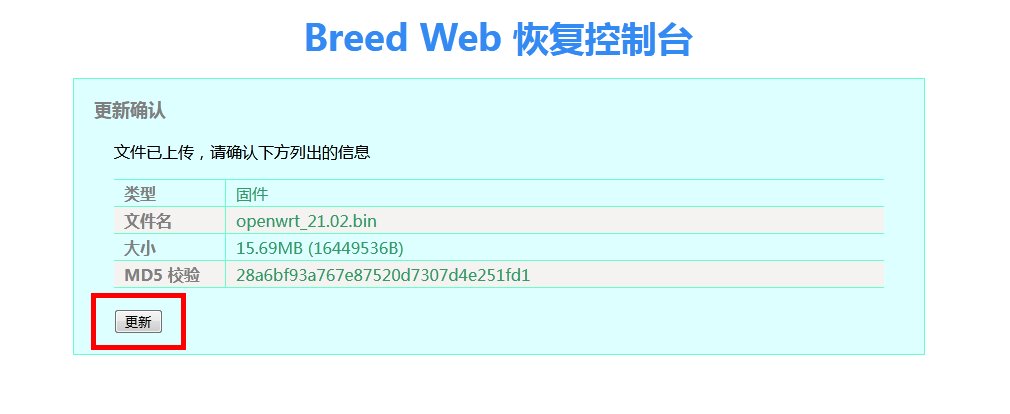 Breed Web 恢复控制台
更新确认
文件已上传，请确认下方列出的信息
类型 固件
文件名 openwrt_21.02.bin
大小 15.69MB (16449536B)
MD5 校验 28a6bf93a767e87520d7307d4e251fd1
更新